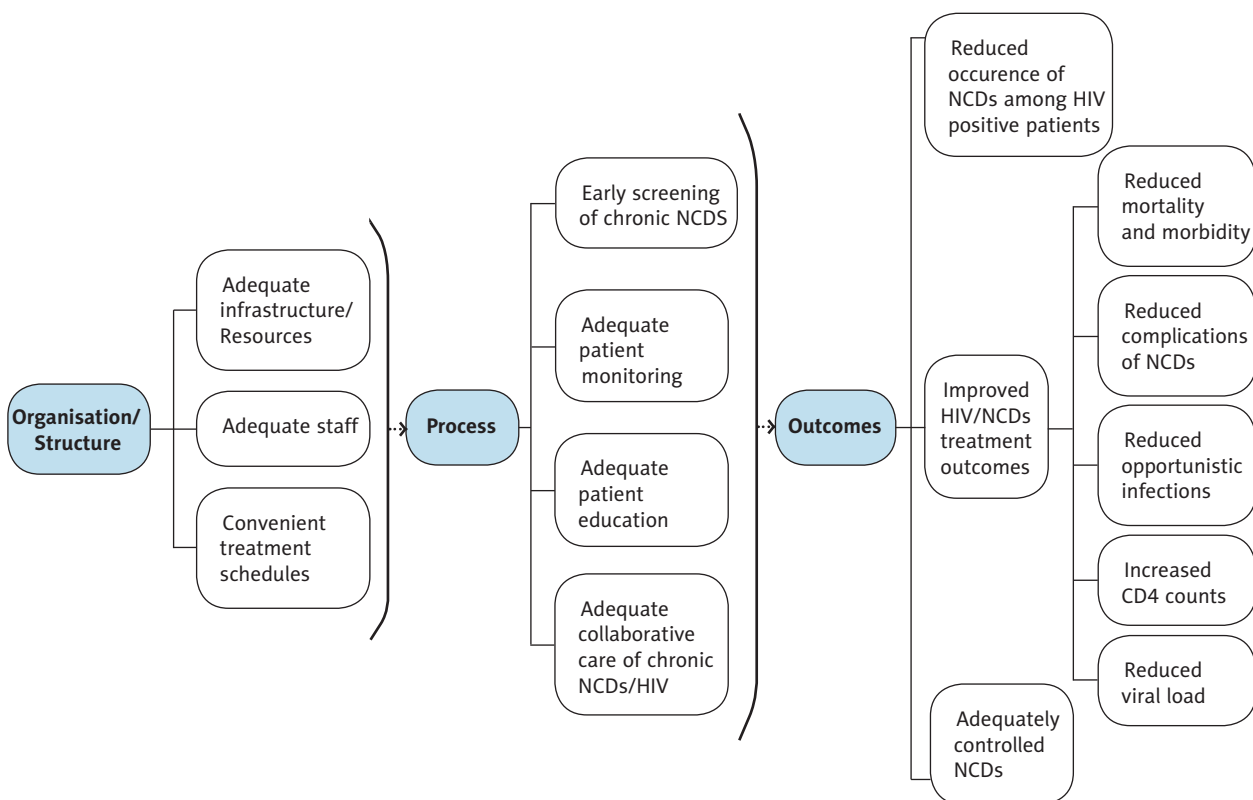 Organisation/
Structure
Adequate
infrastructure/
Resources
Adequate staff
Convenient
treatment
schedules
Process
Early screening
of chronic NCDS
Adequate
patient
monitoring
Adequate
patient
education
Adequate
collaborative
care of chronic
NCDs/HIV
Outcomes
Reduced
occurence of
NCDs among HIV
positive patients
Improved
HIV/NCDs
treatment
outcomes
Adequately
controlled
NCDs
Reduced
mortality
and morbidity
Reduced
complications
of NCDs
Reduced
opportunistic
infections
Increased
CD4 counts
Reduced
viral load